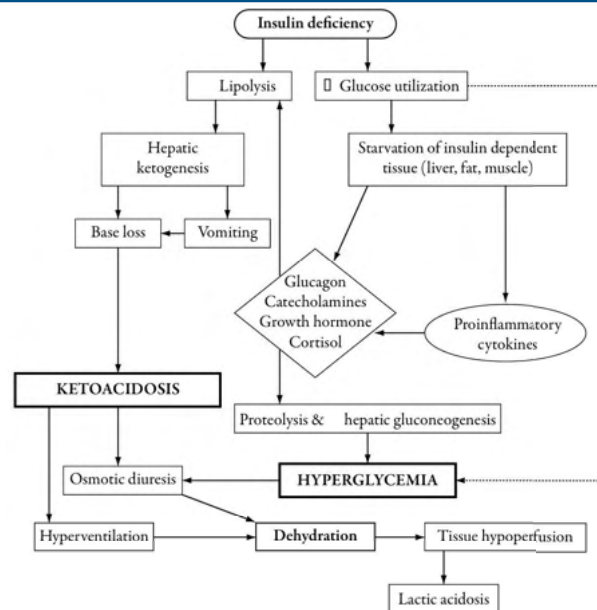 Insulin deficiency
Lipolysis
▯ Glucose utilization
Hepatic
ketogenesis
Starvation of insulin dependent
tissue (liver, fat, muscle)
Base loss
Vomiting
Glucagon
Catecholamines
Growth hormone
Cortisol
Proinflammatory
cytokines
KETOACIDOSIS
Proteolysis & hepatic gluconeogenesis
Osmotic diuresis
HYPERGLYCEMIA
Hyperventilation
Dehydration
Tissue hypoperfusion
Lactic acidosis